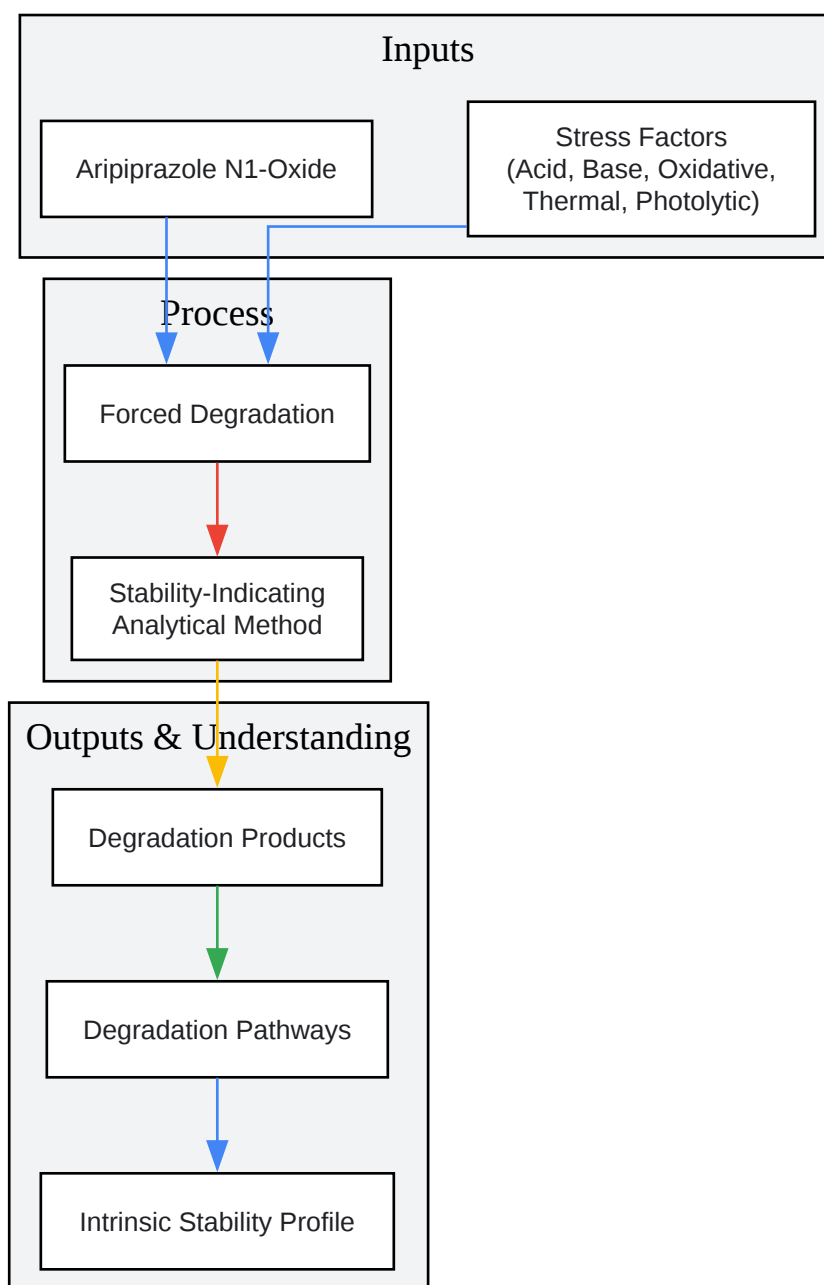 Inputs
Aripiprazole N1-Oxide
Stress Factors
(Acid, Base, Oxidative,
Thermal, Photolytic)
Process
Forced Degradation
Stability-Indicating
Analytical Method
Outputs & Understanding
Degradation Products
Degradation Pathways
Intrinsic Stability Profile